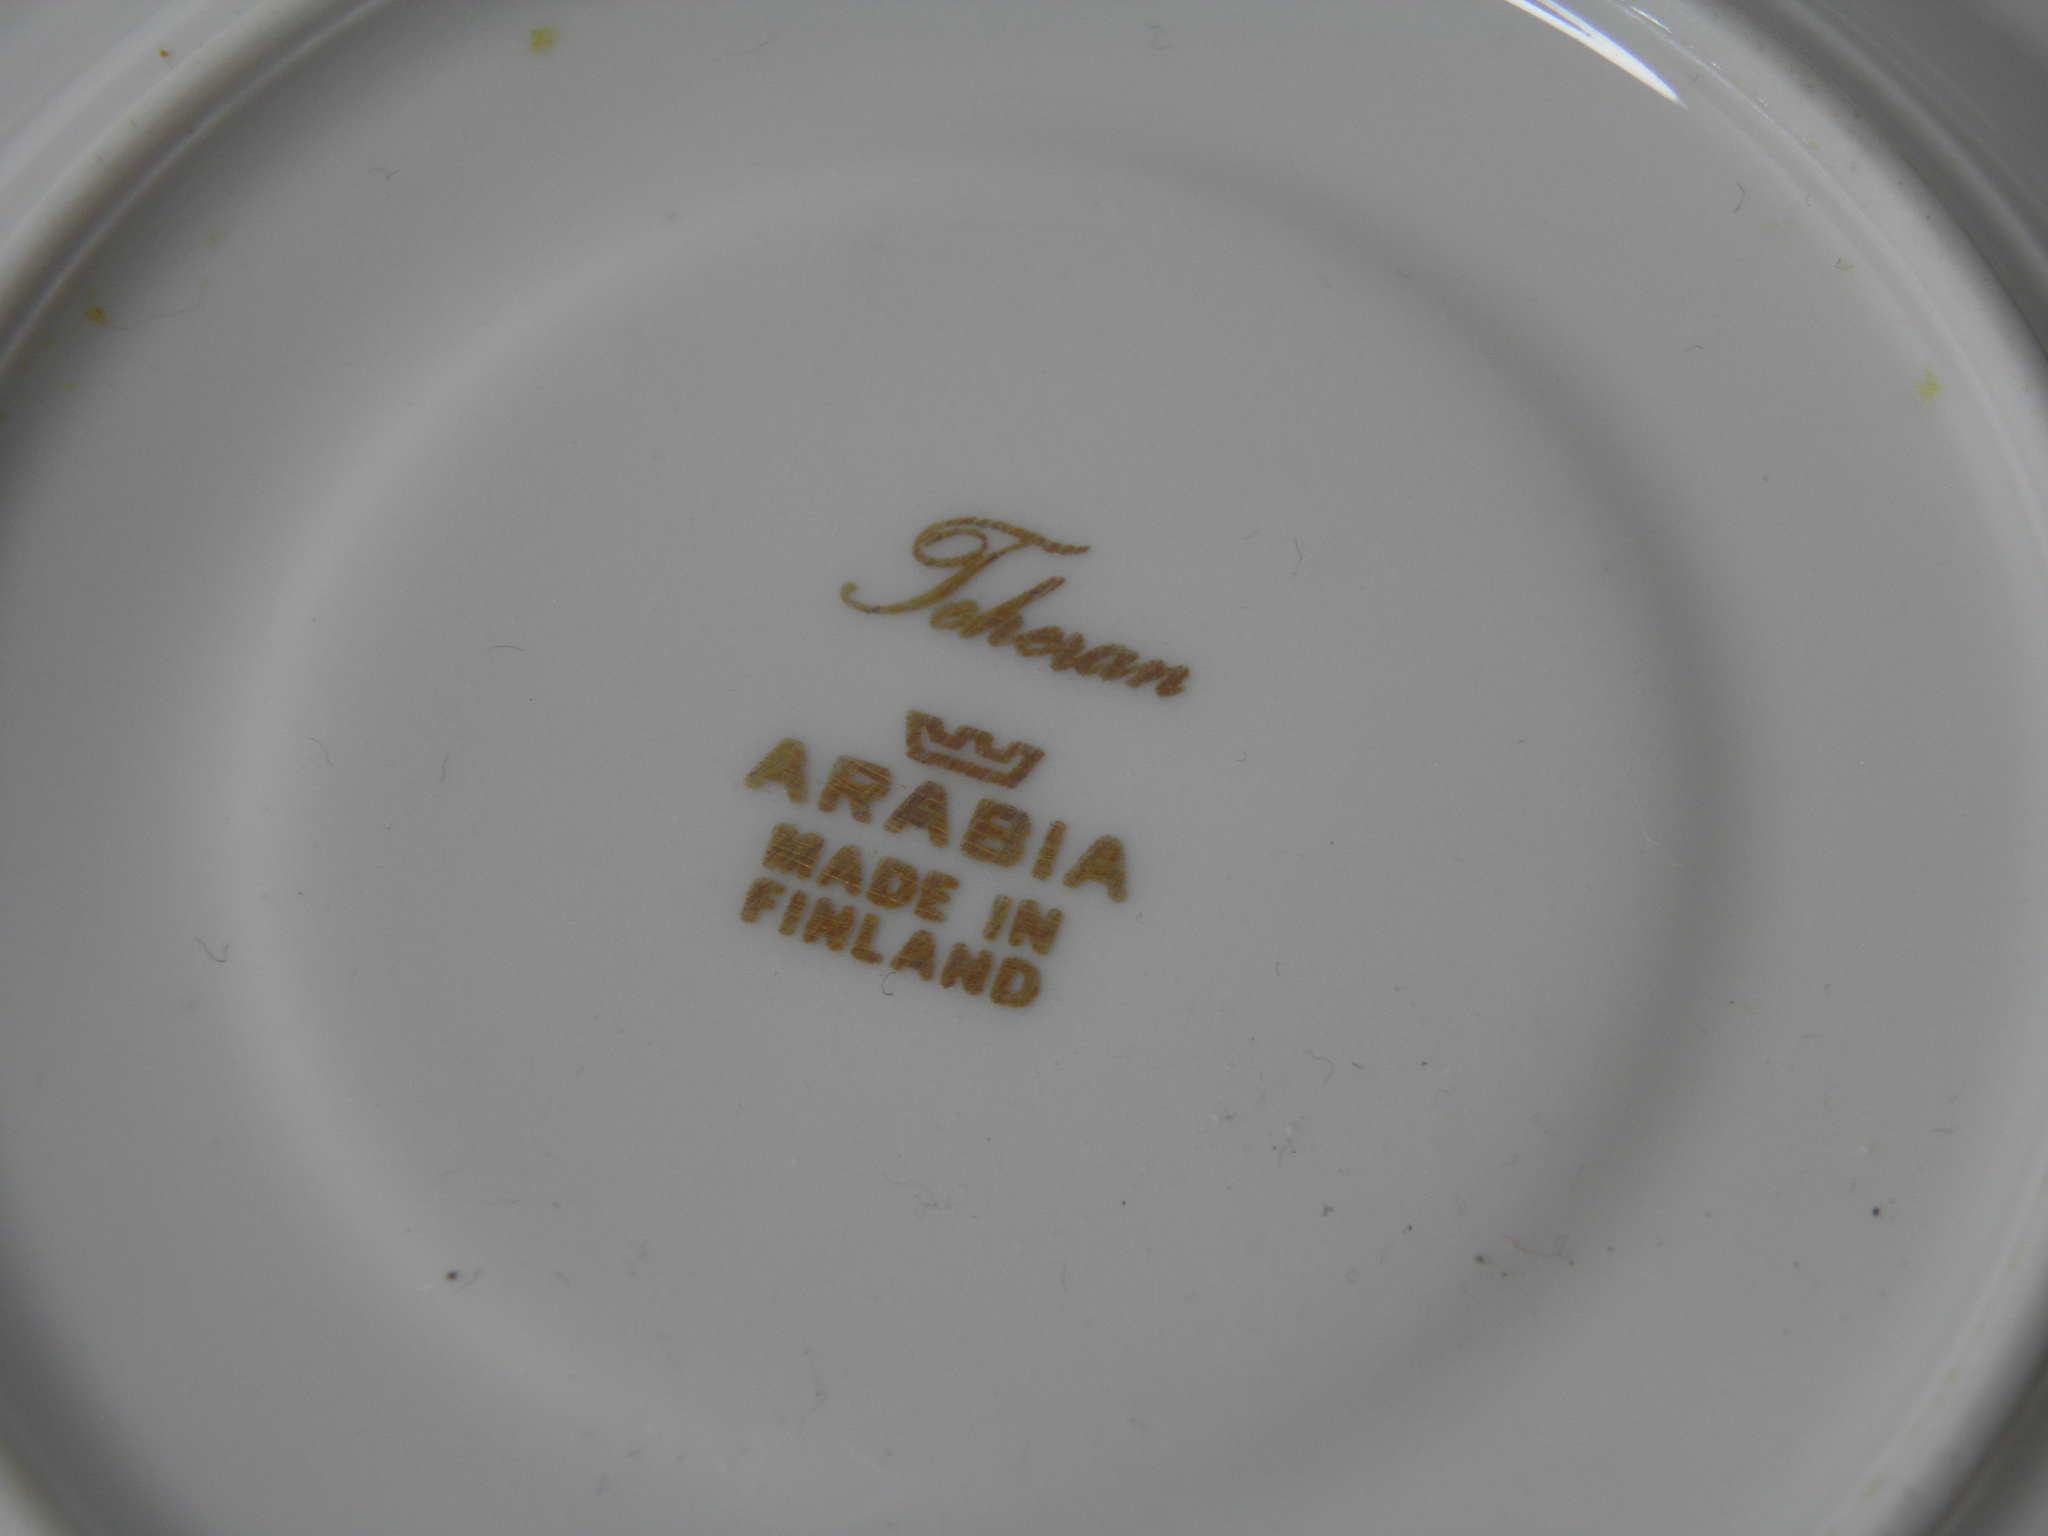 Teheran
ARABIA
MADE IN
FINLAND